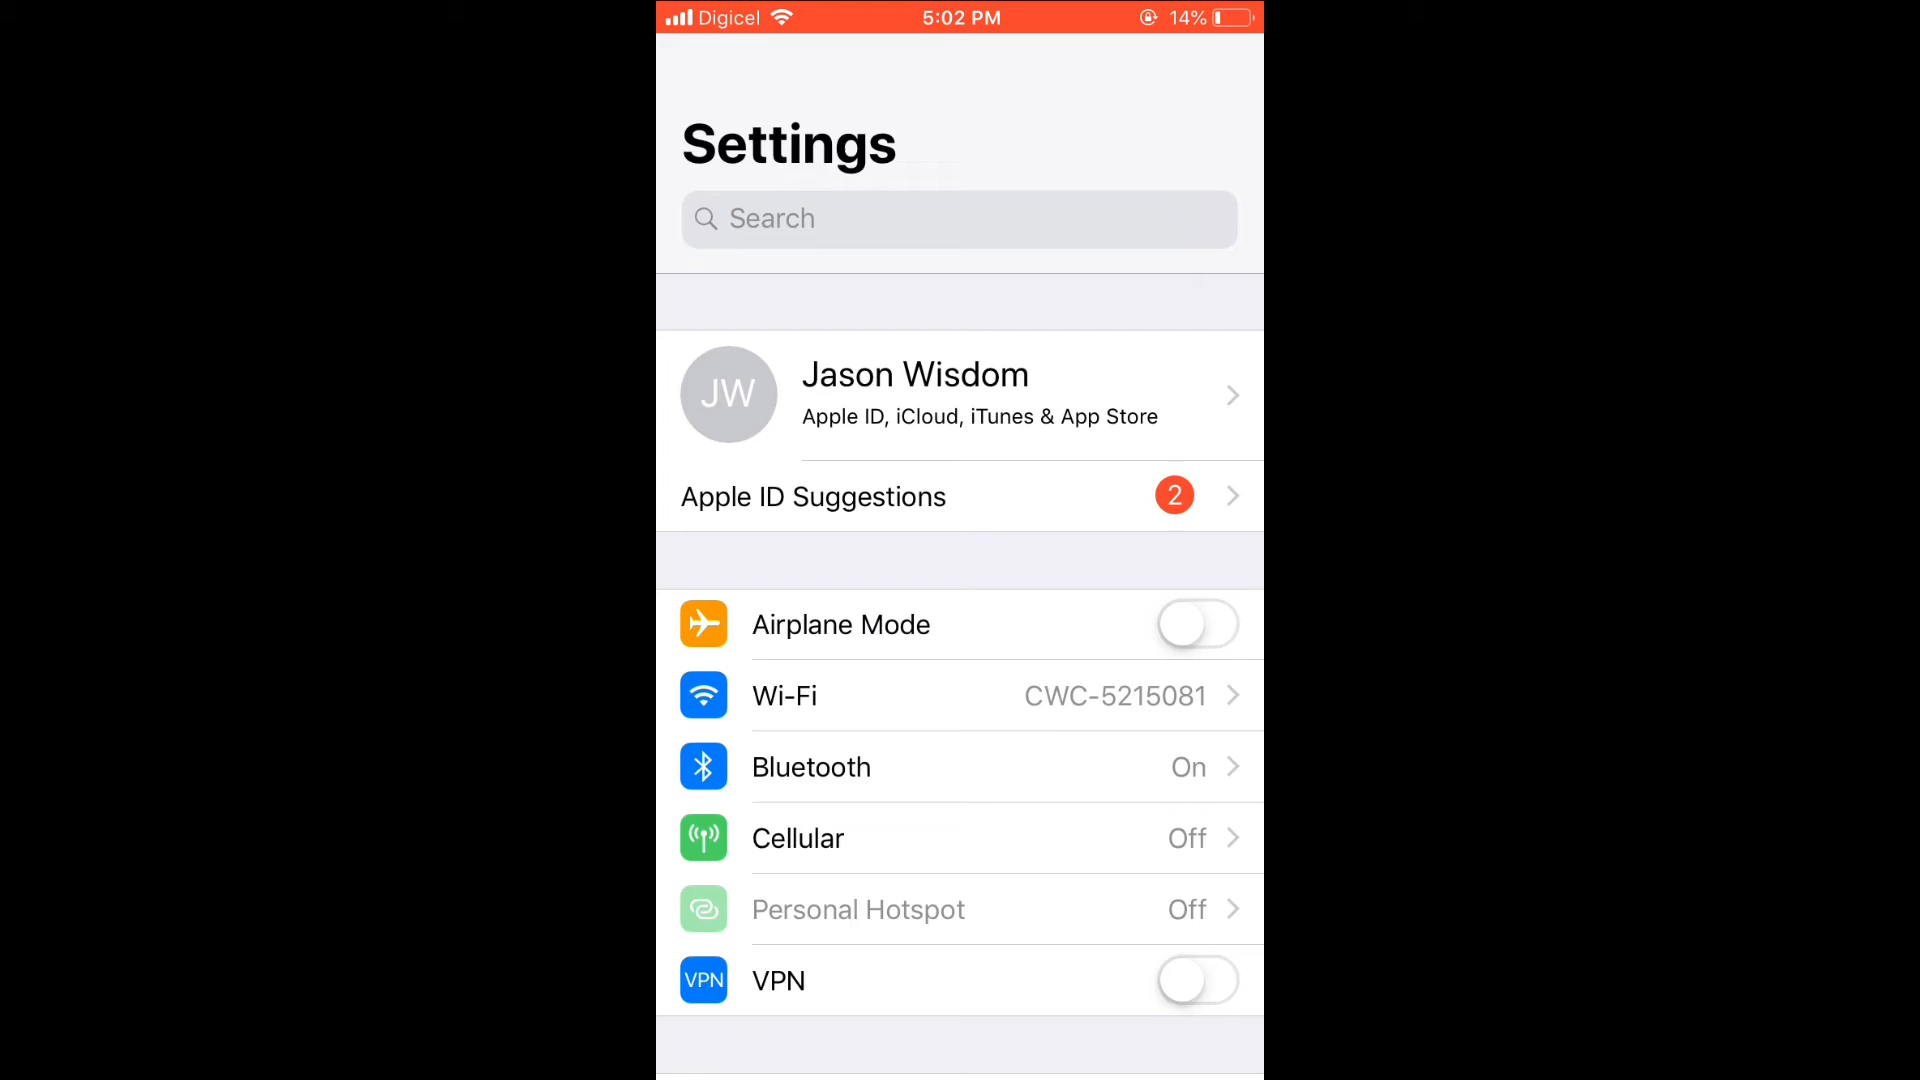 Digicel 5:02 PM 14%
Settings
Search
JW Jason Wisdom
Apple ID, iCloud, iTunes & App Store
Apple ID Suggestions 2
Airplane Mode
Wi-Fi CWC-5215081
Bluetooth On
Cellular Off
Personal Hotspot Off
VPN VPN